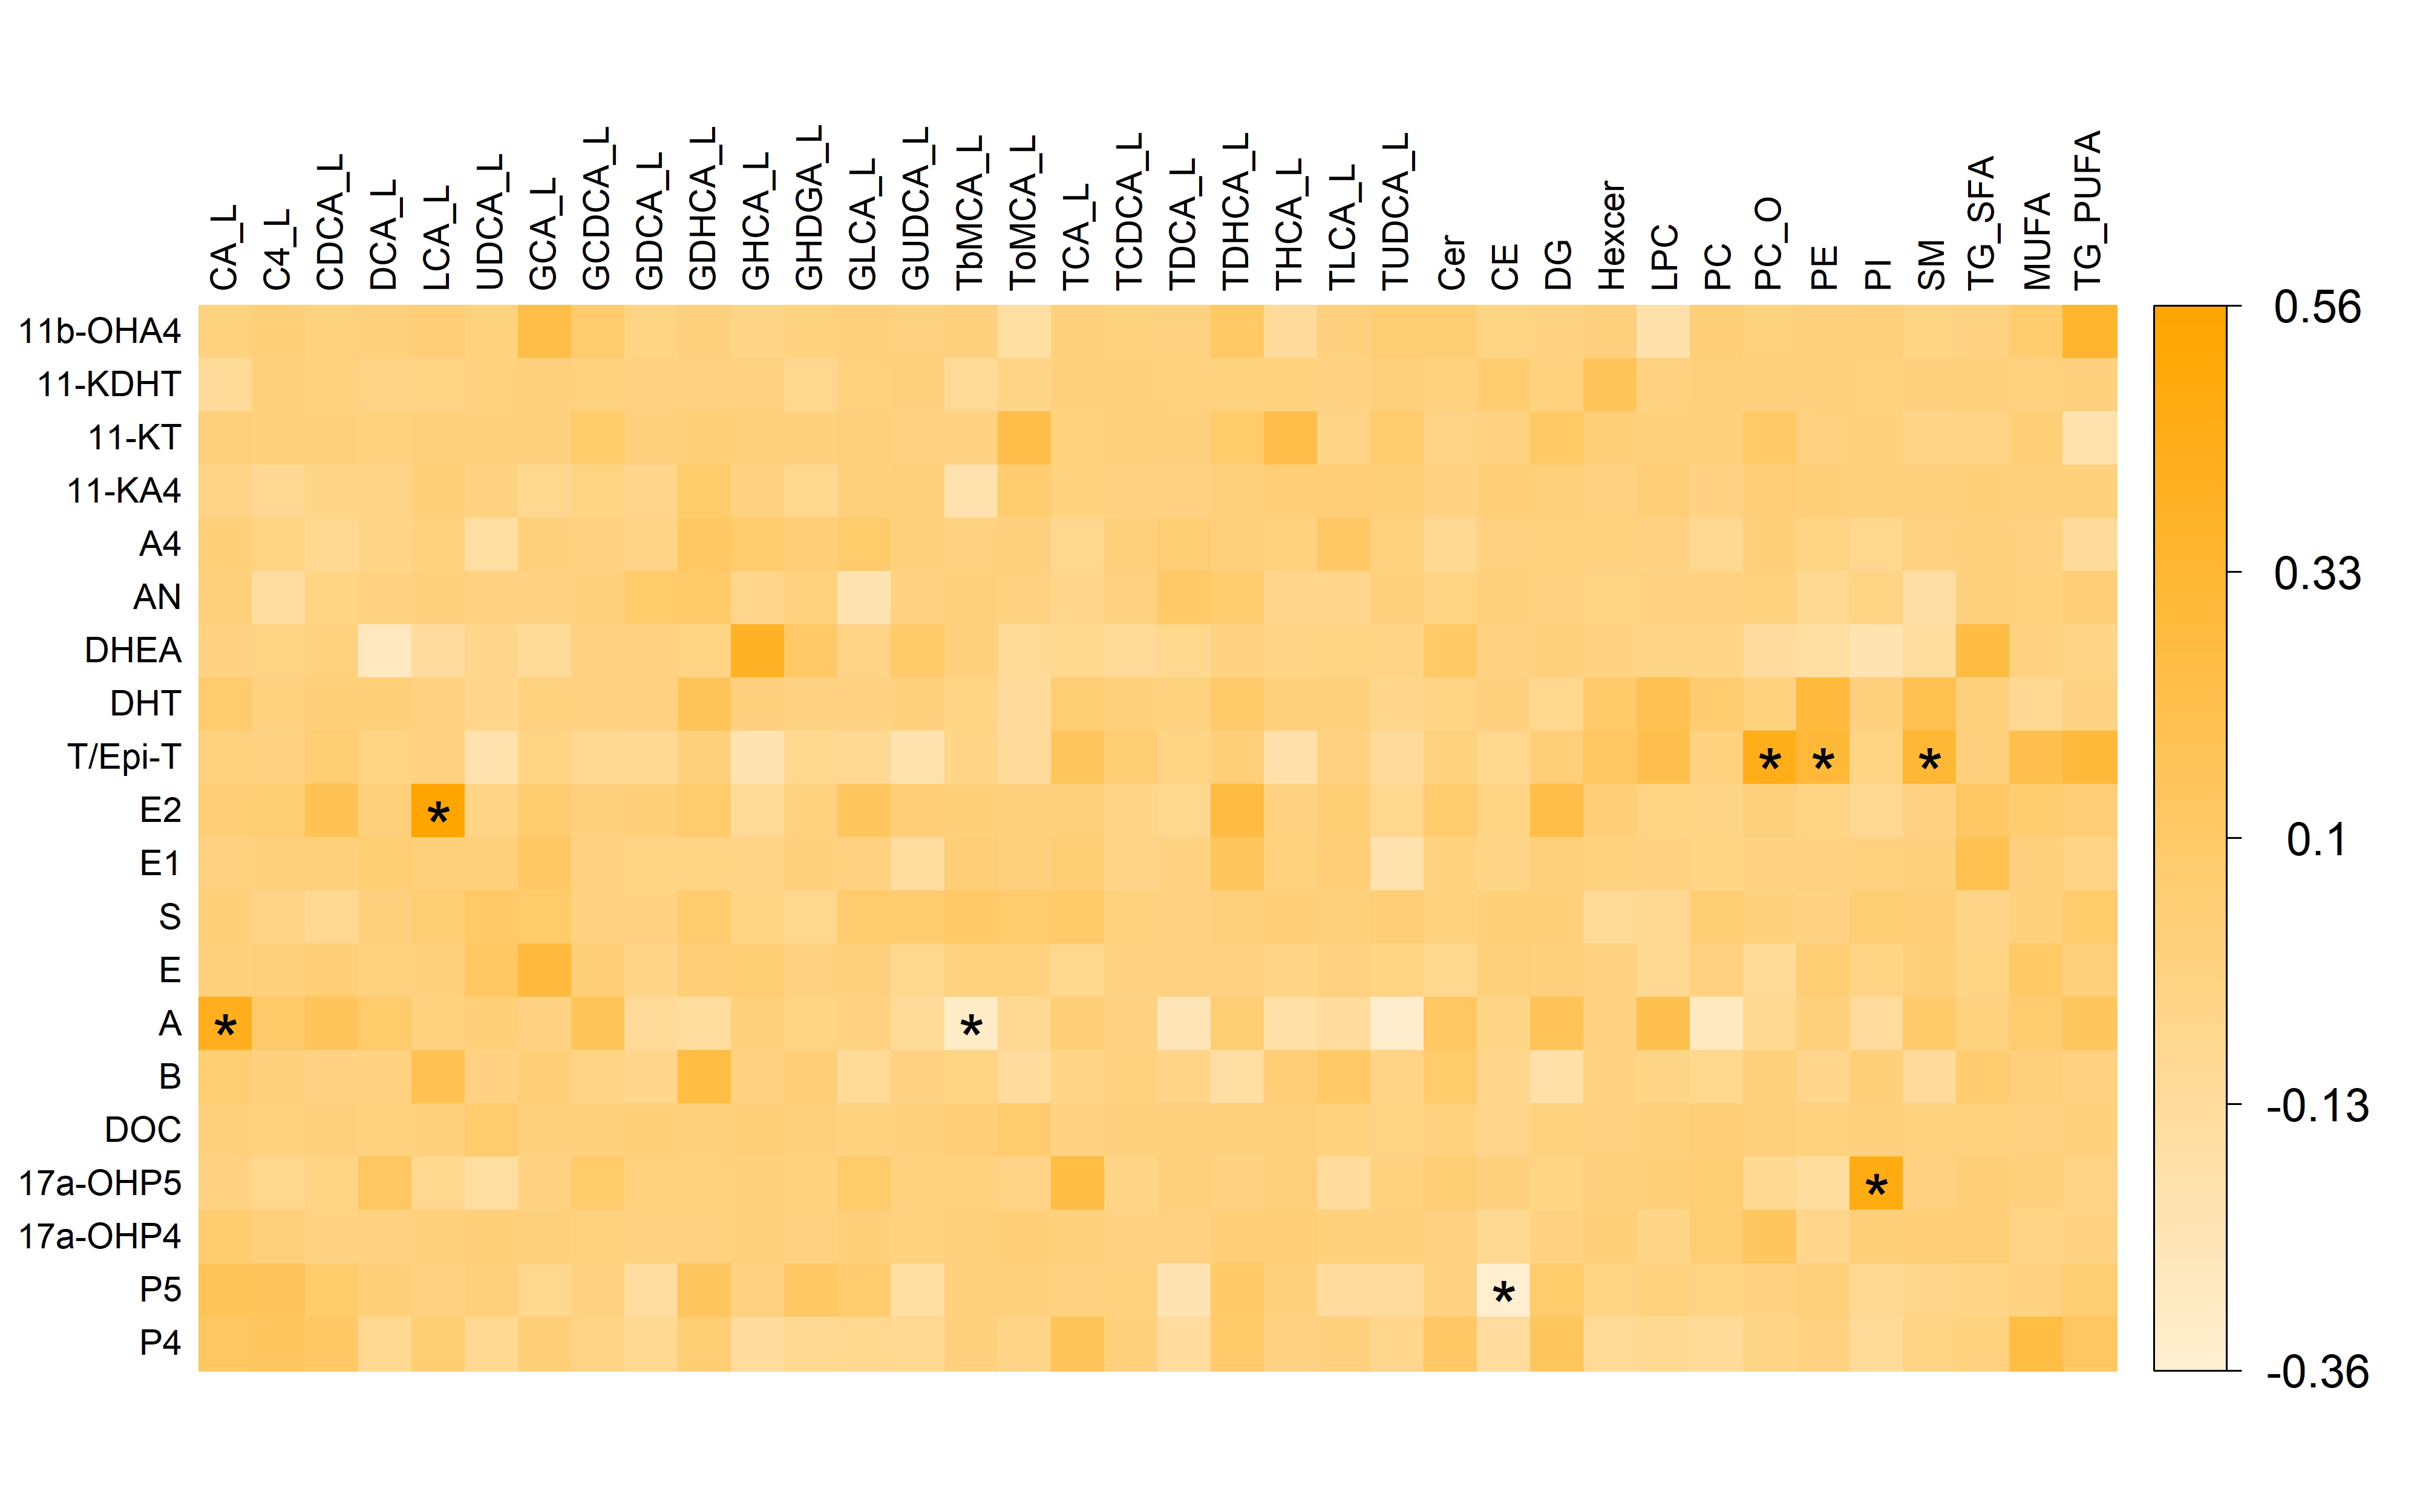 CA_L
C4_L
CDCA_L
DCA_L
LCA_L
UDCA_L
GCA_L
GCDCA_L
GDCA_L
GDHCA_L
GHCA_L
GHDGA_L
GLCA_L
GUDCA_L
TbMCA_L
ToMCA_L
TCA_L
TCDCA_L
TDCA_L
TDHCA_L
THCA_L
TLCA_L
TUDCA_L
Cer
CE
DG
Hexcer
LPC
PC
PC_O
PE
PI
SM
TG_SFA
MUFA
TG_PUFA
11b-OHA4
11-KDHT
11-KT
11-KA4
A4
AN
DHEA
DHT
T/Epi-T
* * *
E2
*
E1
S
E
A
* *
B
DOC
17a-OHP5
*
17a-OHP4
P5
*
P4
0.56
0.33
0.1
-0.13
-0.36